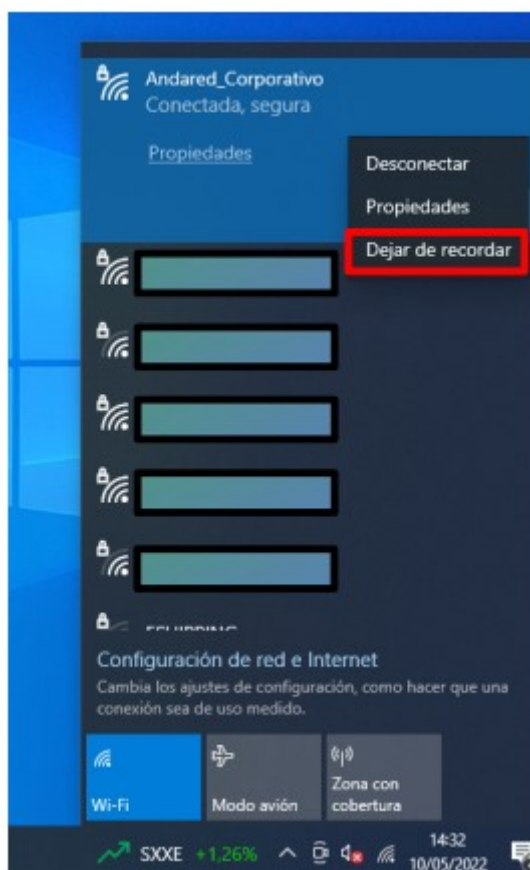 Andared_Corporativo
Conectada, segura
Propiedades
Desconectar
Propiedades
Dejar de recordar
Configuración de red e Internet
Cambia los ajustes de configuración, como hacer que una
conexión sea de uso medido.
Wi-Fi
Modo avión
Zona con
cobertura
SXXE +1,26%
14:32
10/05/2022